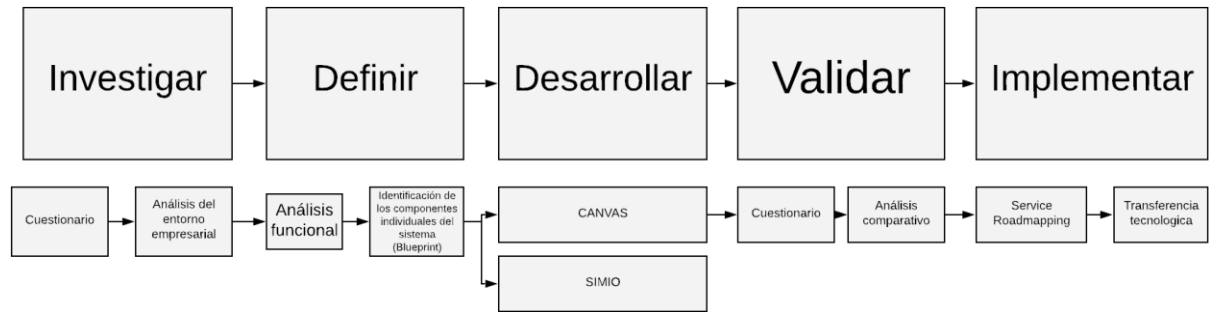 Investigar
Definir
Desarrollar
Validar
Implementar
Cuestionario
Análisis del
entorno
empresarial
Análisis
funcional
Identificación de
los componentes
individuales del
sistema
(Blueprint)
CANVAS
SIMIO
Cuestionario
Análisis
comparativo
Service
Roadmapping
Transferencia
tecnologica